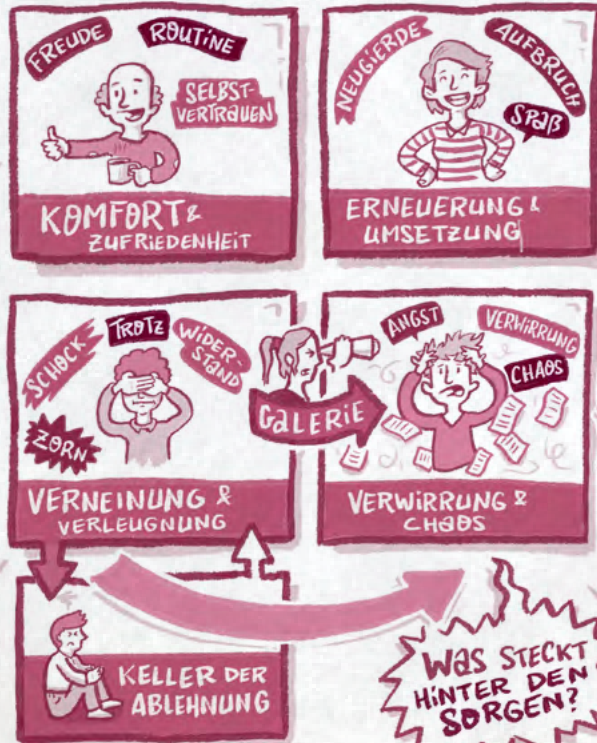 FREUDE
ROUTINE
SELBST-
VERTRAUEN
KOMFORT &
ZUFRIEDENHEIT
NEUGIERDE
AUFBRUCH
SPAß
ERNEUERUNG &
UMSETZUNG
SCHOCK
TROTZ
WIDER-
STAND
ZORN
VERNEINUNG &
VERLEUGNUNG
GALERIE
ANGST
VERWIRRUNG
CHAOS
VERWIRRUNG &
CHAOS
KELLER DER
ABLEHNUNG
WAS STECKT
HINTER DEN
SORGEN?